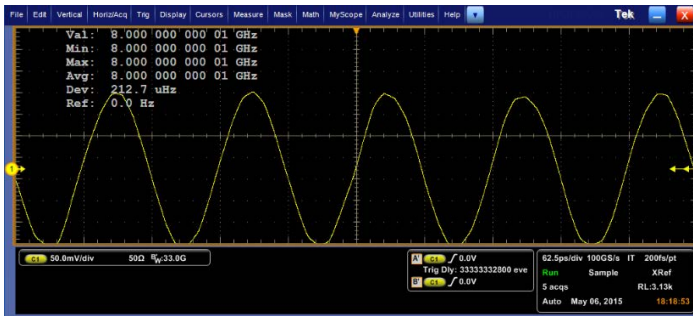 File Edit Vertical Horiz/Acq Trig Display Cursors Measure Mask Math MyScope Analyze Utilities Help Tek X
Val: 8.000 000 000 01 GHz
Min: 8.000 000 000 01 GHz
Max: 8.000 000 000 01 GHz
Avg: 8.000 000 000 01 GHz
Dev: 212.7 uHz
Ref: 0.0 Hz
1
C1 50.0mV/div 50Ω BW:33.0G
A' C1 0.0V
Trig Dly: 33333332800 eve
B' C1 0.0V
62.5ps/div 100GS/s IT 200fs/pt
Run Sample XRef
5 acqs RL:3.13k
Auto May 06, 2015 18:18:53